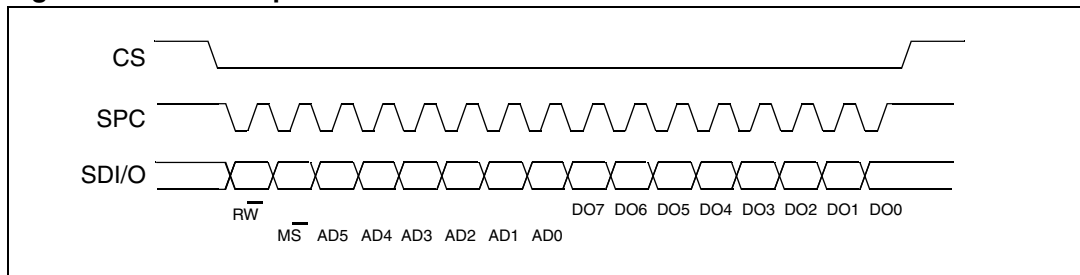 CS
SPC
SDI/O
RW
DO7 DO6 DO5 DO4 DO3 DO2 DO1 DO0
MS AD5 AD4 AD3 AD2 AD1 AD0